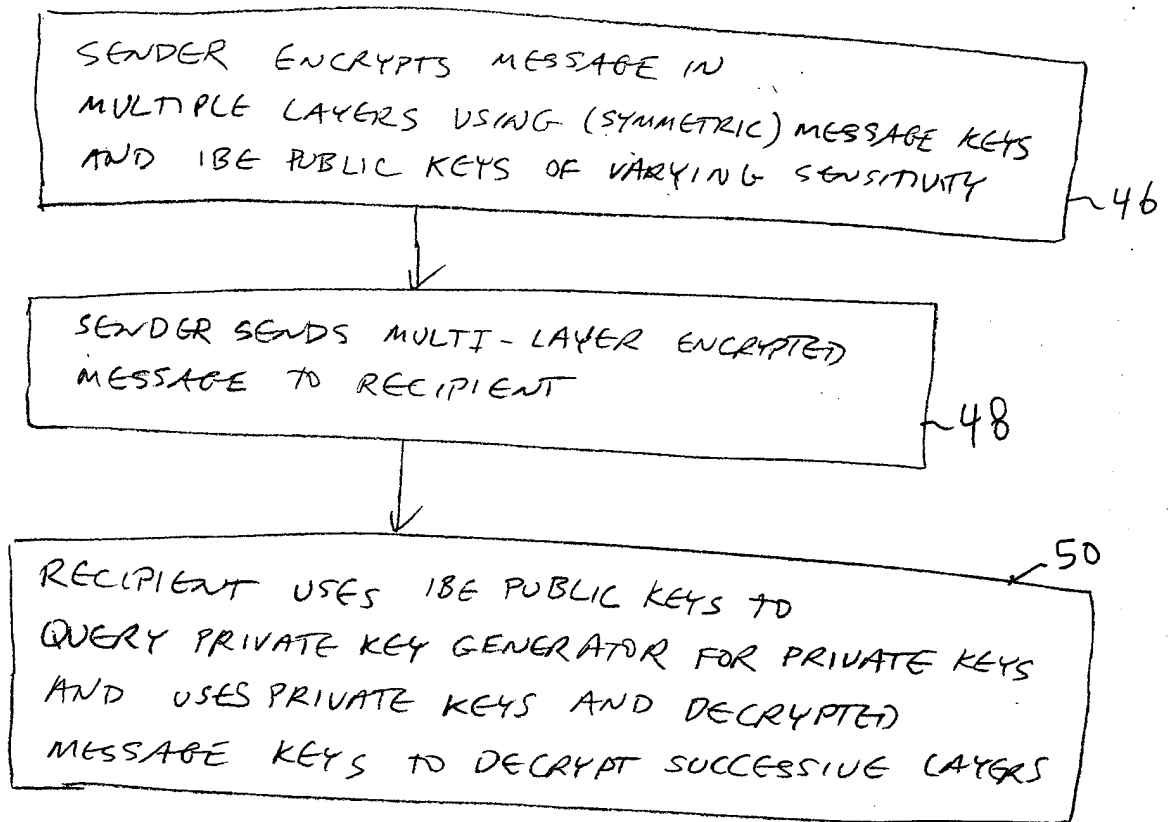 SENDER ENCRYPTS MESSAGE IN
MULTIPLE LAYERS USING (SYMMETRIC) MESSAGE KEYS
AND IBE PUBLIC KEYS OF VARYING SENSITIVITY
46
SENDER SENDS MULTI-LAYER ENCRYPTED
MESSAGE TO RECIPIENT
48
50
RECIPIENT USES IBE PUBLIC KEYS TO
QUERY PRIVATE KEY GENERATOR FOR PRIVATE KEYS
AND USES PRIVATE KEYS AND DECRYPTED
MESSAGE KEYS TO DECRYPT SUCCESSIVE LAYERS